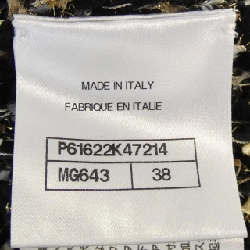 MADE IN ITALY
FABRIQUE EN ITALIE
P61622K47214
MG643 38